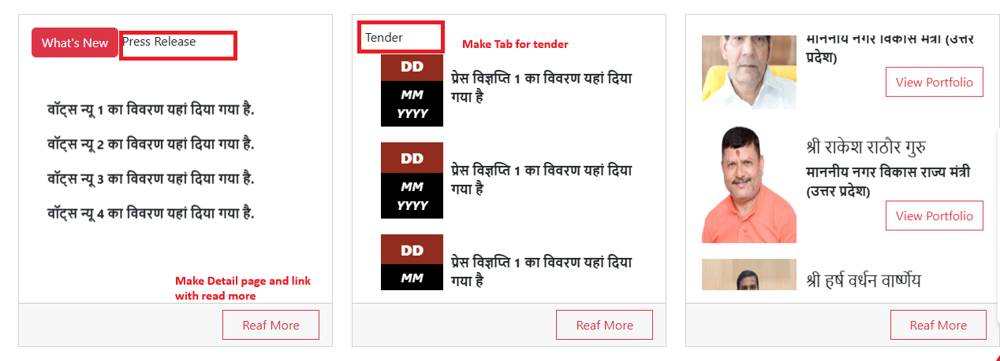 What's New Press Release
वॉट्स न्यू 1 का विवरण यहां दिया गया है.
वॉट्स न्यू 2 का विवरण यहां दिया गया है.
वॉट्स न्यू 3 का विवरण यहां दिया गया है.
वॉट्स न्यू 4 का विवरण यहां दिया गया है.
Make Detail page and link
with read more
Reaf More
Tender
Make Tab for tender
DD
MM
YYYY
प्रेस विज्ञप्ति 1 का विवरण यहां दिया
गया है
DD
MM
YYYY
प्रेस विज्ञप्ति 1 का विवरण यहां दिया
गया है
DD
MM
प्रेस विज्ञप्ति 1 का विवरण यहां दिया
गया है
Reaf More
माननीय नगर विकास मंत्री (उत्तर
प्रदेश)
View Portfolio
श्री राकेश राठौर गुरु
माननीय नगर विकास राज्य मंत्री
(उत्तर प्रदेश)
View Portfolio
श्री हर्ष वर्धन वार्ष्णेय
Reaf More